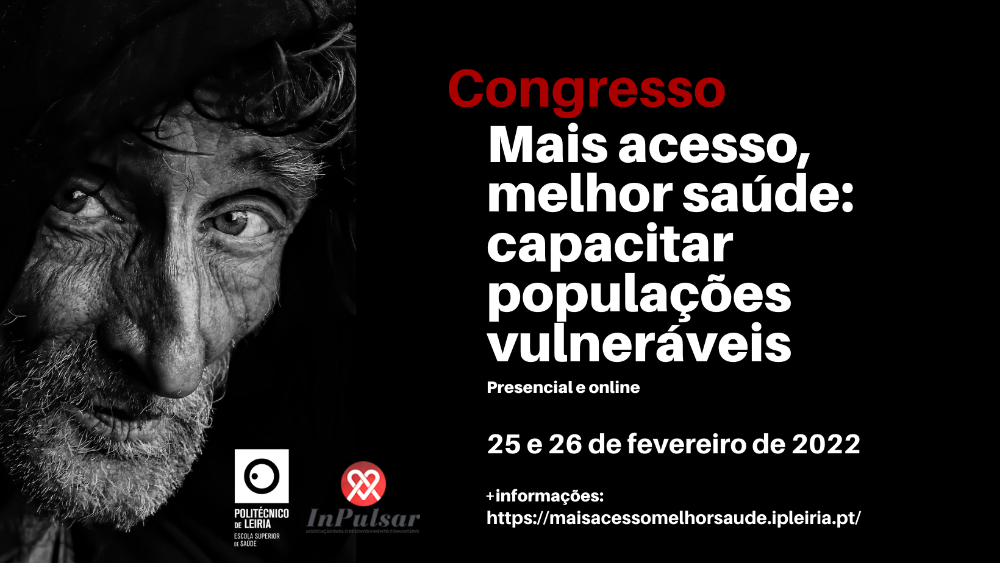 Congresso
Mais acesso,
melhor saúde:
capacitar
populações
vulneráveis
Presencial e online
25 e 26 de fevereiro de 2022
+informações:
https://maisacessomelhorsaude.ipleiria.pt/
POLITÉCNICO
DE LEIRIA
ESCOLA SUPERIOR
DE SAÚDE
InPulsar
ASSOCIAÇÃO PARA O DESENVOLVIMENTO COMUNITÁRIO